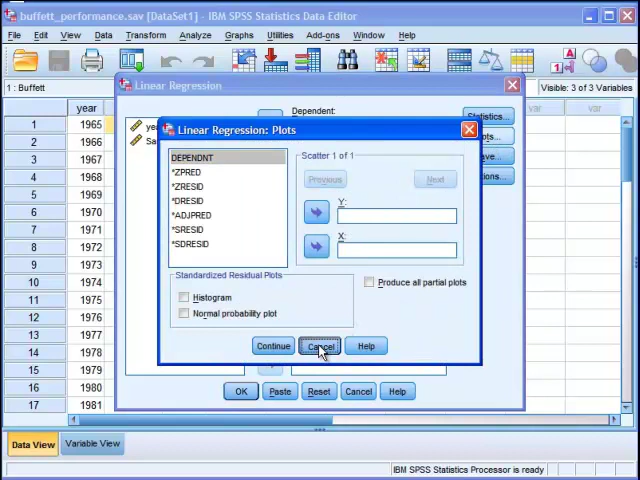 buffett_performance.sav [DataSet1] - IBM SPSS Statistics Data Editor
File Edit View Data Transform Analyze Graphs Utilities Add-ons Window Help
1 : Buffett
Visible: 3 of 3 Variables
Linear Regression
year
var
var
Dependent:
Statistics...
1 1965
2 1966
3 1967
4 1968
5 1969
6 1970
7 1971
8 1972
9 1973
10 1974
11 1975
12 1976
13 1977
14 1978
15 1979
16 1980
17 1981
Linear Regression: Plots
DEPENDNT
*ZPRED
*ZRESID
*DRESID
*ADJPRED
*SRESID
*SDRESID
Scatter 1 of 1
Previous
Next
Y:
X:
Standardized Residual Plots
Histogram
Normal probability plot
Produce all partial plots
Continue Cancel Help
OK Paste Reset Cancel Help
Data View Variable View
IBM SPSS Statistics Processor is ready